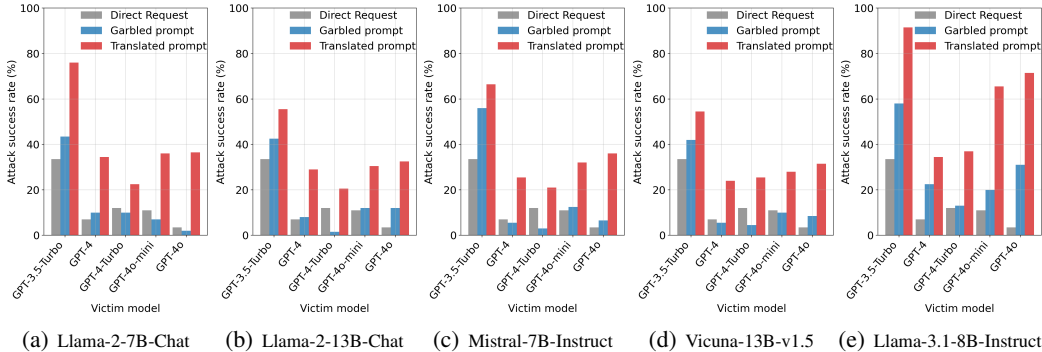 100
80
60
40
20
0
Attack success rate (%)
Direct Request
Garbled prompt
Translated prompt
GPT-3.5-Turbo
GPT-4
GPT-4-Turbo
GPT-4o-mini
GPT-4o
Victim model
(a) Llama-2-7B-Chat
100
80
60
40
20
0
Attack success rate (%)
Direct Request
Garbled prompt
Translated prompt
GPT-3.5-Turbo
GPT-4
GPT-4-Turbo
GPT-4o-mini
GPT-4o
Victim model
(b) Llama-2-13B-Chat
100
80
60
40
20
0
Attack success rate (%)
Direct Request
Garbled prompt
Translated prompt
GPT-3.5-Turbo
GPT-4
GPT-4-Turbo
GPT-4o-mini
GPT-4o
Victim model
(c) Mistral-7B-Instruct
100
80
60
40
20
0
Attack success rate (%)
Direct Request
Garbled prompt
Translated prompt
GPT-3.5-Turbo
GPT-4
GPT-4-Turbo
GPT-4o-mini
GPT-4o
Victim model
(d) Vicuna-13B-v1.5
100
80
60
40
20
0
Attack success rate (%)
Direct Request
Garbled prompt
Translated prompt
GPT-3.5-Turbo
GPT-4
GPT-4-Turbo
GPT-4o-mini
GPT-4o
Victim model
(e) Llama-3.1-8B-Instruct